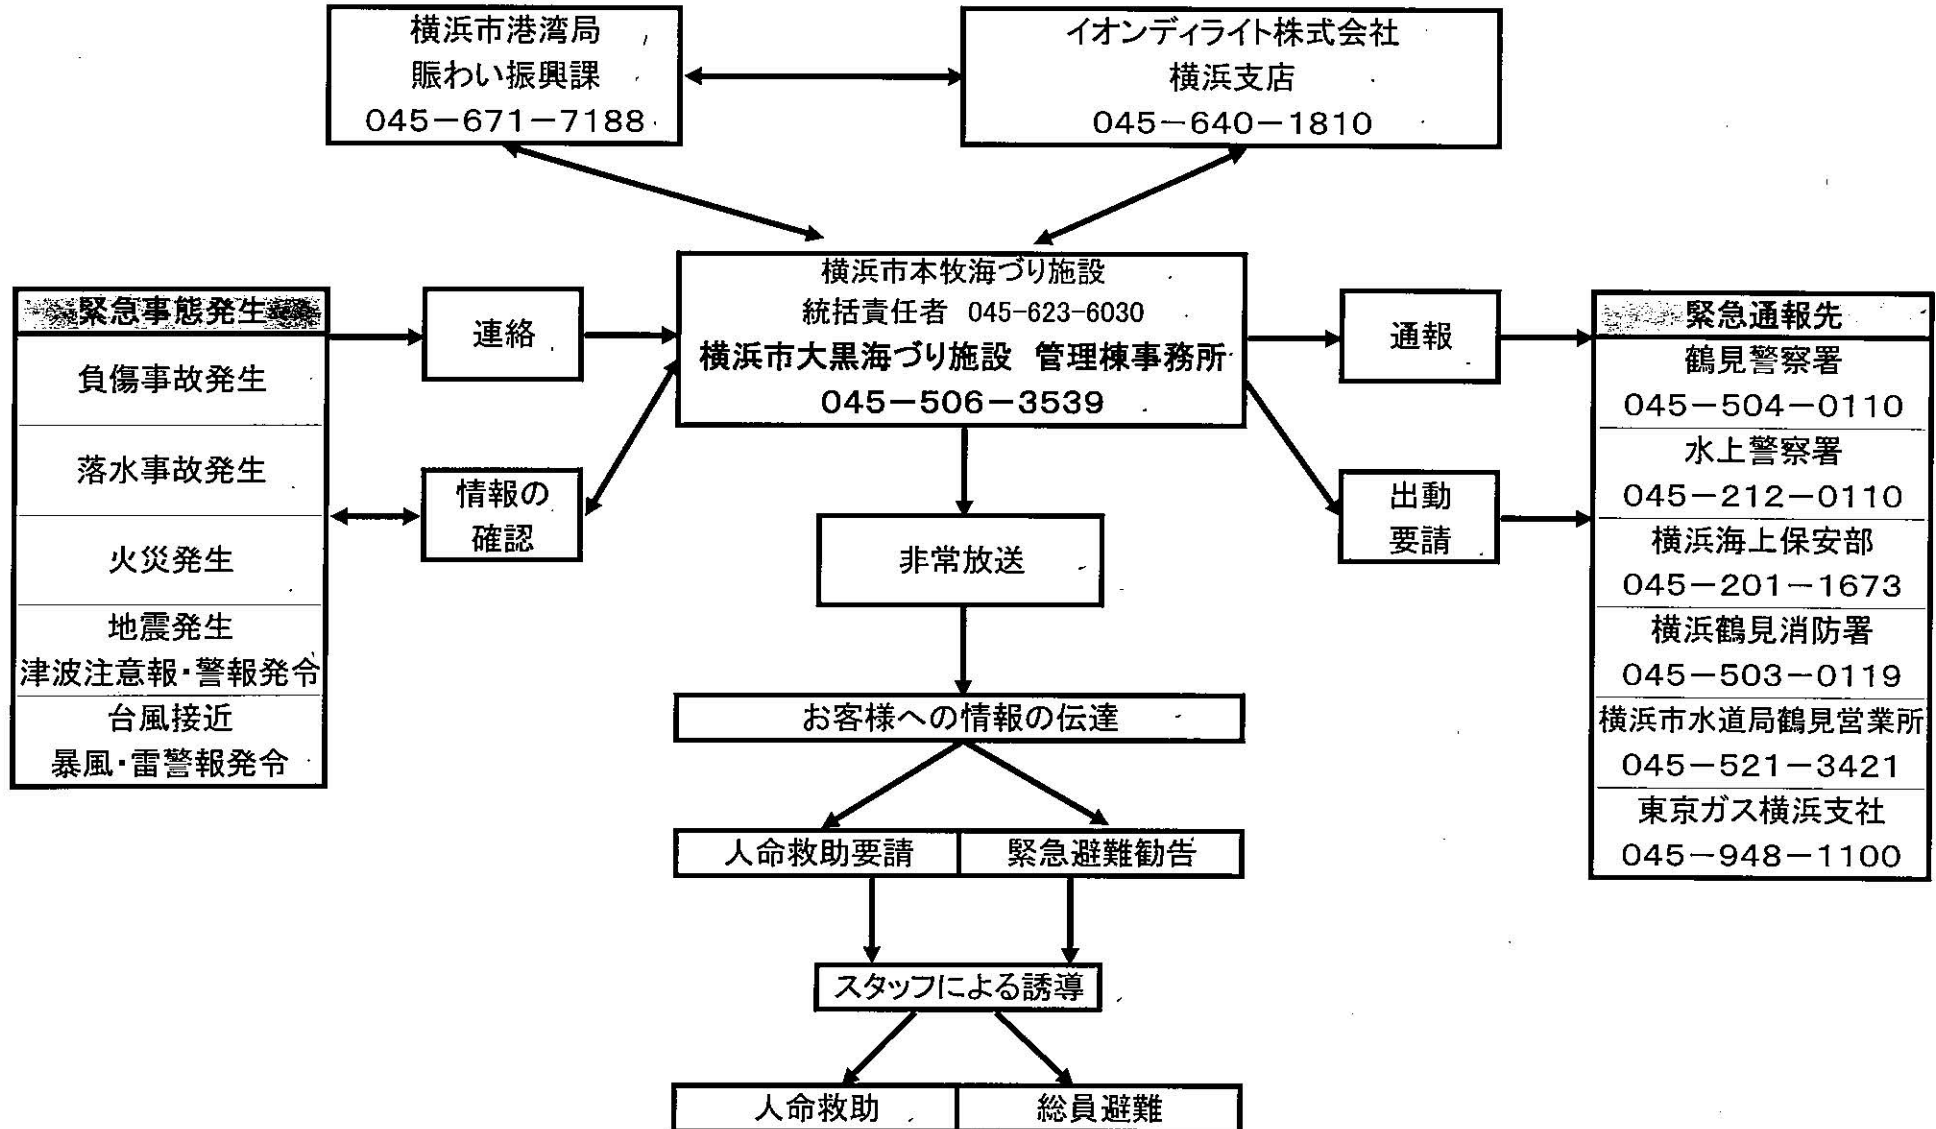 横浜市港湾局
賑わい振興課
045－671－7188
イオンディライト株式会社
横浜支店
045－640－1810
緊急事態発生
負傷事故発生
落水事故発生
火災発生
地震発生
津波注意報・警報発令
台風接近
暴風・雷警報発令
連絡
情報の
確認
横浜市本牧海づり施設
統括責任者 045-623-6030
横浜市大黒海づり施設 管理棟事務所
045－506－3539
通報
出動
要請
緊急通報先
鶴見警察署
045－504－0110
水上警察署
045－212－0110
横浜海上保安部
045－201－1673
横浜鶴見消防署
045－503－0119
横浜市水道局鶴見営業所
045－521－3421
東京ガス横浜支社
045－948－1100
非常放送
お客様への情報の伝達
人命救助要請
緊急避難勧告
スタッフによる誘導
人命救助
総員避難